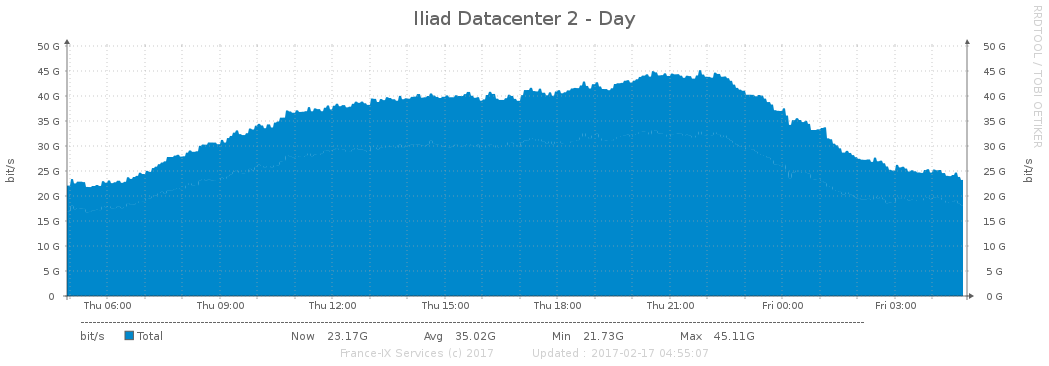 Iliad Datacenter 2 - Day
RRDTOOL / TOBI OETIKER
50 G 50 G
45 G 45 G
40 G 40 G
35 G 35 G
30 G 30 G
25 G 25 G
20 G 20 G
15 G 15 G
10 G 10 G
5 G 5 G
0 0 G
bit/s bit/s
Thu 06:00 Thu 09:00 Thu 12:00 Thu 15:00 Thu 18:00 Thu 21:00 Fri 00:00 Fri 03:00
bit/s Total Now 23.17G Avg 35.02G Min 21.73G Max 45.11G
France-IX Services (c) 2017 Updated : 2017-02-17 04:55:07